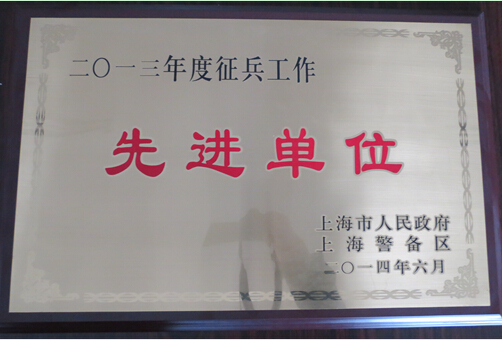 二〇一三年度征兵工作
先进单位
上海市人民政府
上海警备区
二〇一四年六月